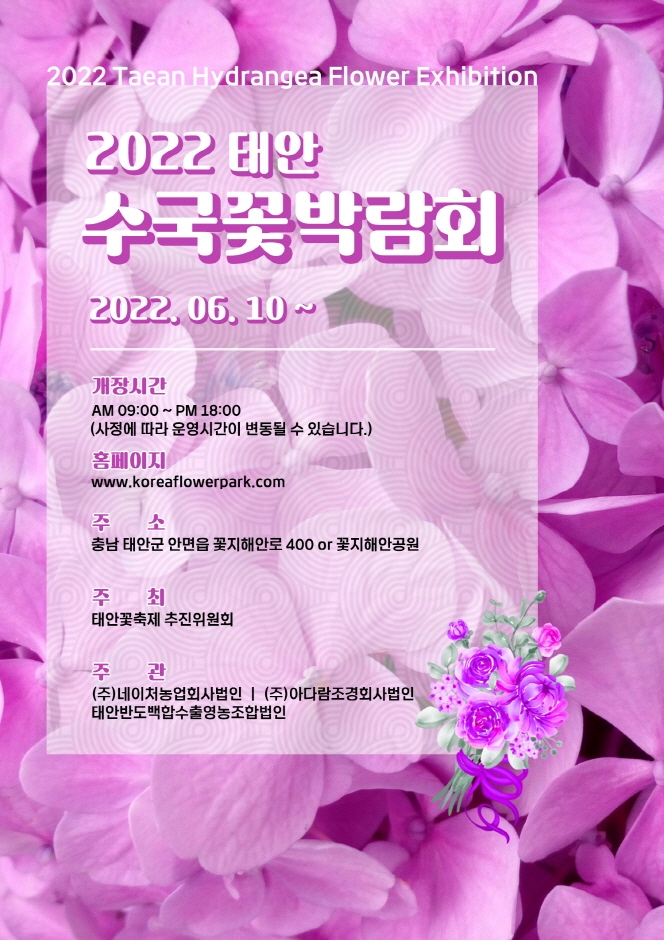 2022 Taean Hydrangea Flower Exhibition
2022 태안
수국꽃박람회
2022. 06. 10 ~
개장시간
AM 09:00 ~ PM 18:00
(사정에 따라 운영시간이 변동될 수 있습니다.)
홈페이지
www.koreaflowerpark.com
주 소
충남 태안군 안면읍 꽃지해안로 400 or 꽃지해안공원
주 최
태안꽃축제 추진위원회
주 관
(주)네이처농업회사법인 | (주)아다람조경회사법인
태안반도백합수출영농조합법인